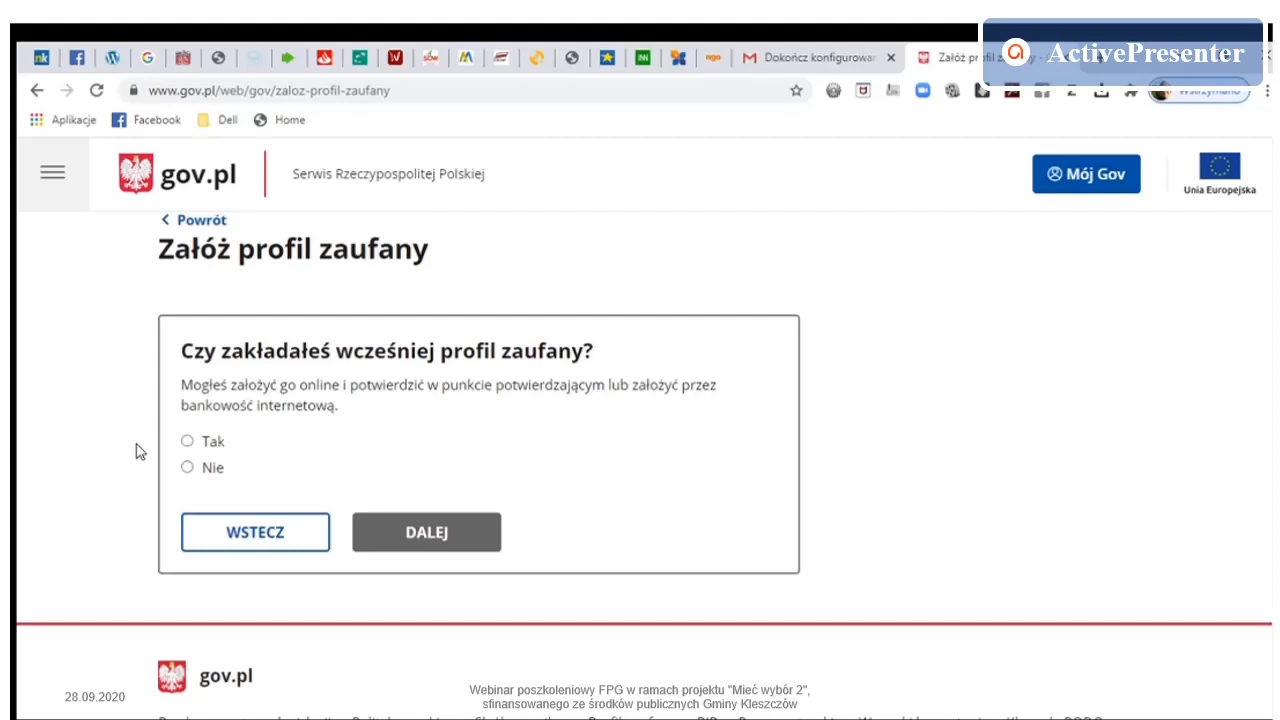 ActivePresenter
Dokończ konfigurowan
www.gov.pl/web/gov/zaloz-profil-zaufany
Wstrzymano
Aplikacje Facebook Dell Home
gov.pl Serwis Rzeczypospolitej Polskiej
Mój Gov
Unia Europejska
Powrót
Załóż profil zaufany
Czy zakładałeś wcześniej profil zaufany?
Mogłeś założyć go online i potwierdzić w punkcie potwierdzającym lub założyć przez
bankowość internetową.
Tak
Nie
WSTECZ DALEJ
gov.pl
28.09.2020
Webinar poszkoleniowy FPG w ramach projektu "Mieć wybór 2",
sfinansowanego ze środków publicznych Gminy Kleszczów